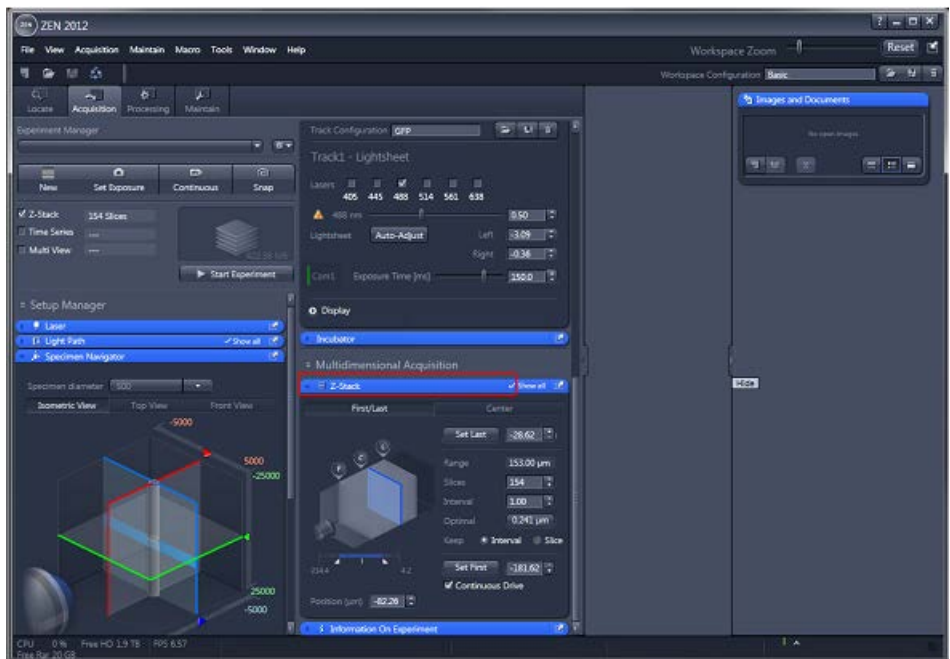 ZEN 2012
File View Acquisition Maintain Macro Tools Window Help
Workspace Zoom
Reset
Workspace Configuration Basic
Locate Acquisition Processing Maintain
Experiment Manager
New Set Exposure Continuous Snap
Z-Stack 154 Slices
Time Series ---
Multi View ---
Start Experiment
Setup Manager
Laser
Light Path Show all
Specimen Navigator
Specimen diameter 500
Isometric View Top View Front View
-5000
5000
-25000
25000
-5000
Track Configuration GFP
Track1 - Lightsheet
Lasers
405 445 488 514 561 638
488 nm 0.50
Lightsheet Auto-Adjust Left -3.09
Right -0.36
Cam1 Exposure Time [ms] 150.0
Display
Incubator
Multidimensional Acquisition
Z-Stack Show all
First/Last Center
Set Last -28.62
Range 153.00 µm
Slices 154
Interval 1.00
Optimal 0.241 µm
Keep Interval Slice
Set First -181.62
Continuous Drive
Position (µm) -82.26
Information On Experiment
Images and Documents
No open images.
Hide
CPU 0 % Free HD 1.9 TB FPS 6.57
Free Rar 20 GB